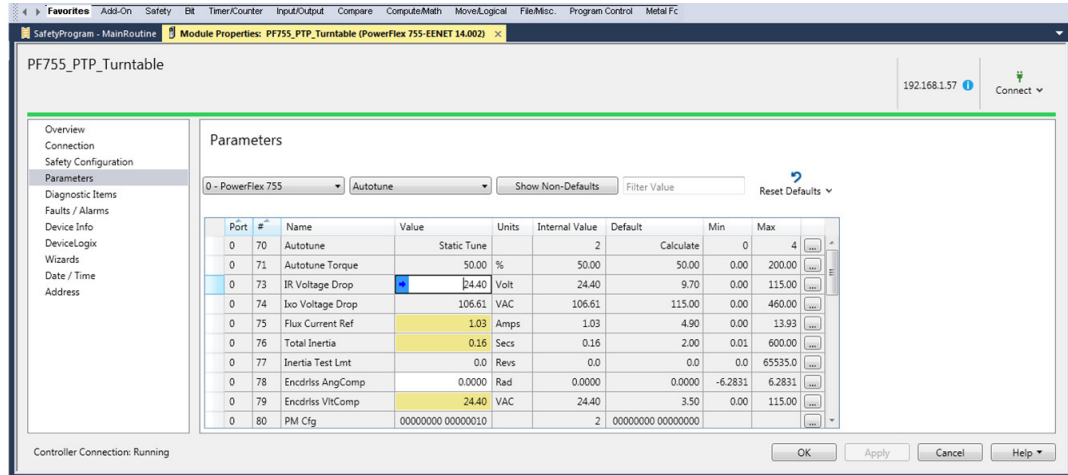 Favorites Add-On Safety Bit Timer/Counter Input/Output Compare Compute/Math Move/Logical File/Misc. Program Control Metal Fc
SafetyProgram - MainRoutine Module Properties: PF755_PTP_Turntable (PowerFlex 755-EENET 14.002)
PF755_PTP_Turntable
192.168.1.57 Connect
Overview
Connection
Safety Configuration
Parameters
Diagnostic Items
Faults / Alarms
Device Info
DeviceLogix
Wizards
Date / Time
Address
Parameters
0 - PowerFlex 755 Autotune Show Non-Defaults Filter Value Reset Defaults
Port # Name Value Units Internal Value Default Min Max
0 70 Autotune Static Tune 2 Calculate 0 4 ...
0 71 Autotune Torque 50.00 % 50.00 50.00 0.00 200.00 ...
0 73 IR Voltage Drop 24.40 Volt 24.40 9.70 0.00 115.00 ...
0 74 Ixo Voltage Drop 106.61 VAC 106.61 115.00 0.00 460.00 ...
0 75 Flux Current Ref 1.03 Amps 1.03 4.90 0.00 13.93 ...
0 76 Total Inertia 0.16 Secs 0.16 2.00 0.01 600.00 ...
0 77 Inertia Test Lmt 0.0 Revs 0.0 0.0 0.0 65535.0 ...
0 78 Encdrlss AngComp 0.0000 Rad 0.0000 0.0000 -6.2831 6.2831 ...
0 79 Encdrlss VltComp 24.40 VAC 24.40 3.50 0.00 115.00 ...
0 80 PM Cfg 00000000 00000010 2 00000000 00000000 ...
Controller Connection: Running OK Apply Cancel Help